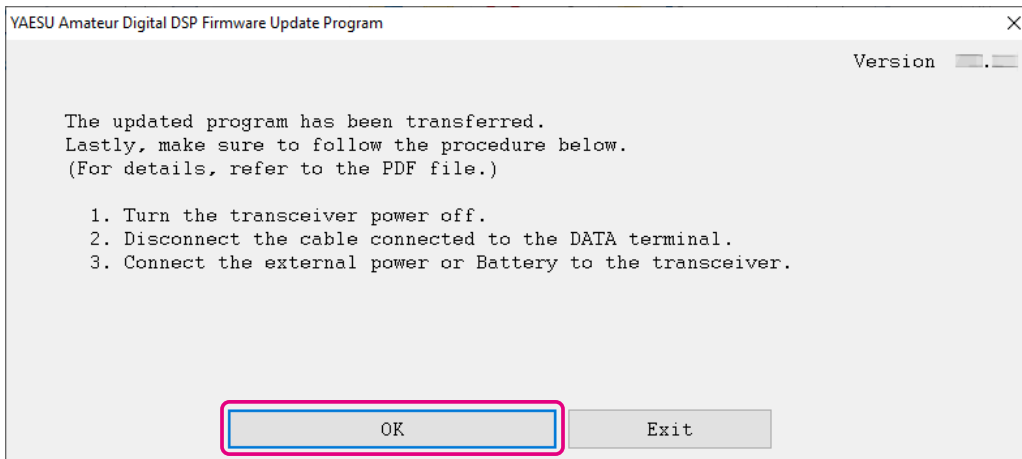 YAESU Amateur Digital DSP Firmware Update Program
Version
The updated program has been transferred.
Lastly, make sure to follow the procedure below.
(For details, refer to the PDF file.)
1. Turn the transceiver power off.
2. Disconnect the cable connected to the DATA terminal.
3. Connect the external power or Battery to the transceiver.
OK
Exit